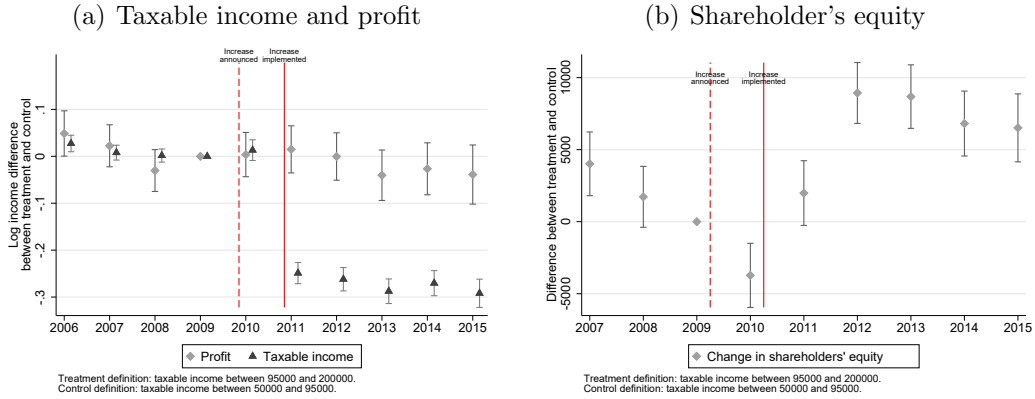 (a) Taxable income and profit
Increase
announced
Increase
implemented
Log income difference
between treatment and control
.1
0
-.1
-.2
-.3
2006 2007 2008 2009 2010 2011 2012 2013 2014 2015
Profit Taxable income
Treatment definition: taxable income between 95000 and 200000.
Control definition: taxable income between 50000 and 95000.
(b) Shareholder's equity
Increase
announced
Increase
implemented
Difference between treatment and control
10000
5000
0
-5000
2007 2008 2009 2010 2011 2012 2013 2014 2015
Change in shareholders' equity
Treatment definition: taxable income between 95000 and 200000.
Control definition: taxable income between 50000 and 95000.